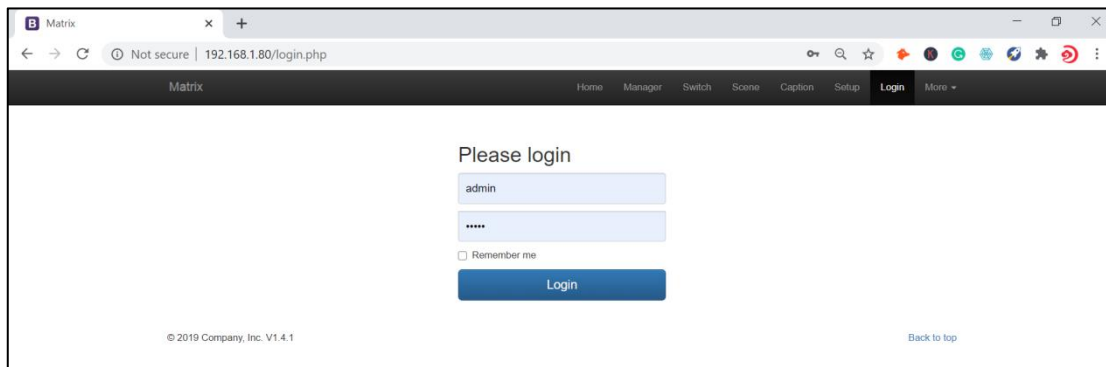 B Matrix
Not secure | 192.168.1.80/login.php
Matrix Home Manager Switch Scene Caption Setup Login More
Please login
admin
•••••
Remember me
Login
© 2019 Company, Inc. V1.4.1 Back to top